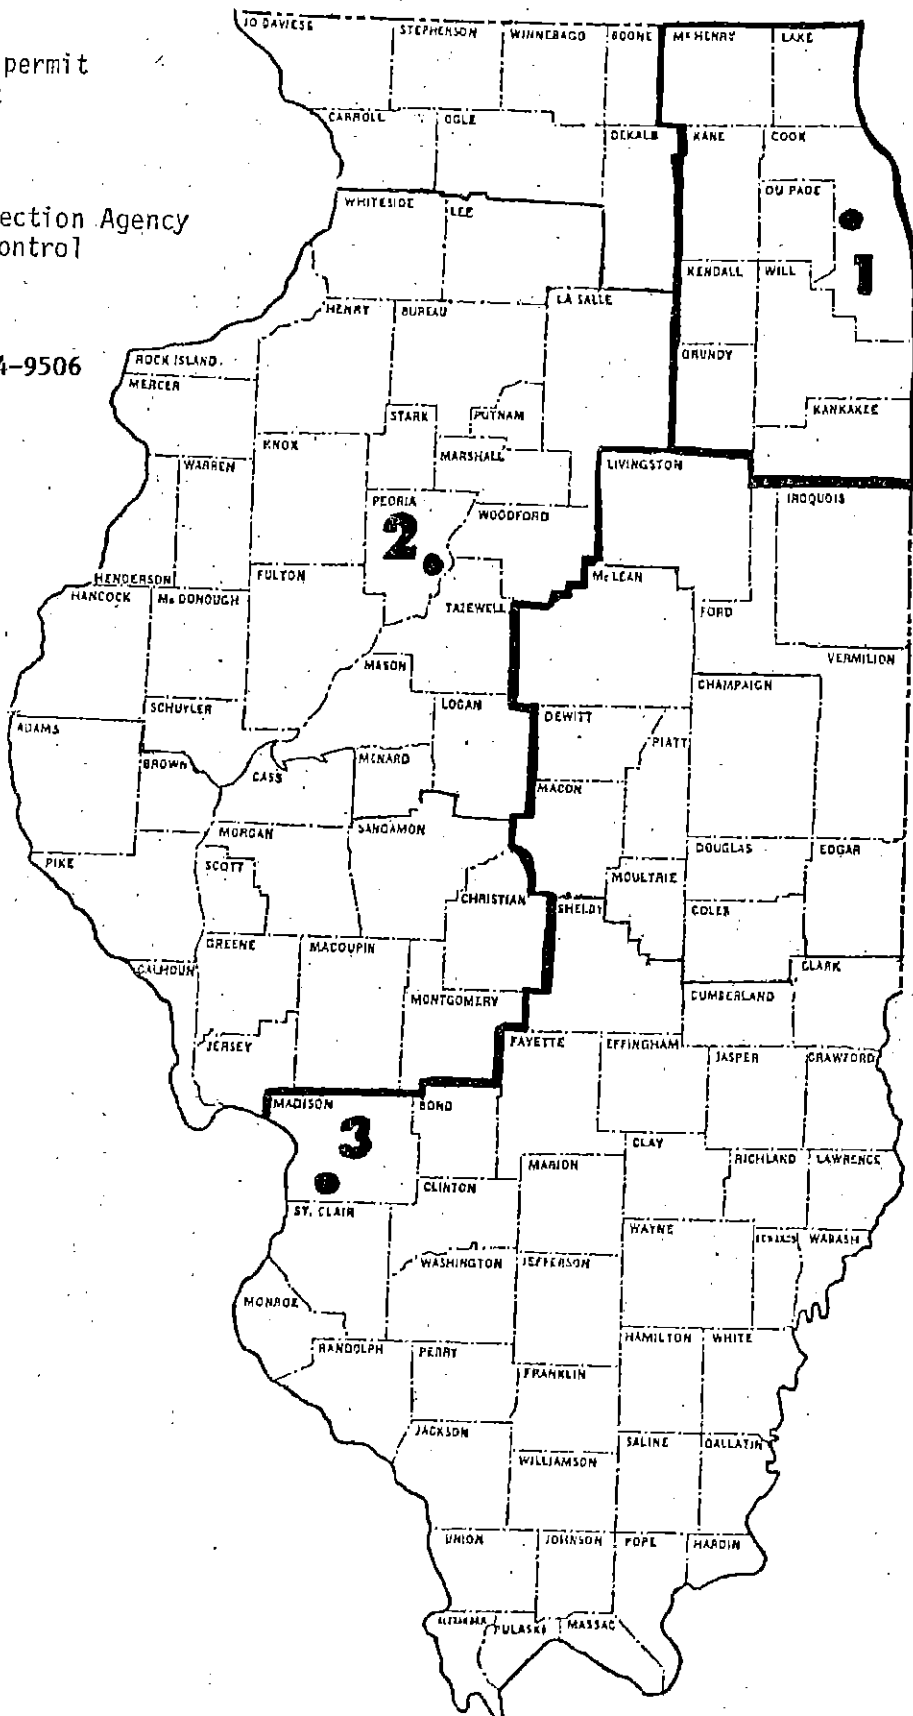 permit
ection Agency
ontrol
4-9506
JO DAVIESS
STEPHENSON
WINNEBAGO
BOONE
McHENRY
LAKE
CARROLL
OGLE
DEKALB
KANE
COOK
DU PAGE
WHITESIDE
LEE
1
KENDALL
WILL
LA SALLE
HENRY
BUREAU
ROCK ISLAND
GRUNDY
MERCER
STARK
PUTNAM
KANKAKEE
KNOX
MARSHALL
WARREN
LIVINGSTON
PEORIA
IROQUOIS
WOODFORD
2
HENDERSON
FULTON
McLEAN
HANCOCK
McDONOUGH
TAZEWELL
FORD
MASON
VERMILION
CHAMPAIGN
SCHUYLER
LOGAN
DEWITT
ADAMS
PIATT
BROWN
CASS
MENARD
MACON
MORGAN
SANGAMON
DOUGLAS
EDGAR
PIKE
SCOTT
MOULTRIE
CHRISTIAN
SHELBY
COLES
GREENE
MACOUPIN
CALHOUN
CLARK
MONTGOMERY
CUMBERLAND
JERSEY
FAYETTE
EFFINGHAM
JASPER
CRAWFORD
MADISON
BOND
3
CLAY
MARION
RICHLAND
LAWRENCE
CLINTON
ST. CLAIR
WAYNE
EDWARDS
WABASH
WASHINGTON
JEFFERSON
MONROE
RANDOLPH
PERRY
HAMILTON
WHITE
FRANKLIN
JACKSON
SALINE
GALLATIN
WILLIAMSON
UNION
JOHNSON
POPE
HARDIN
ALEXANDER
PULASKI
MASSAC